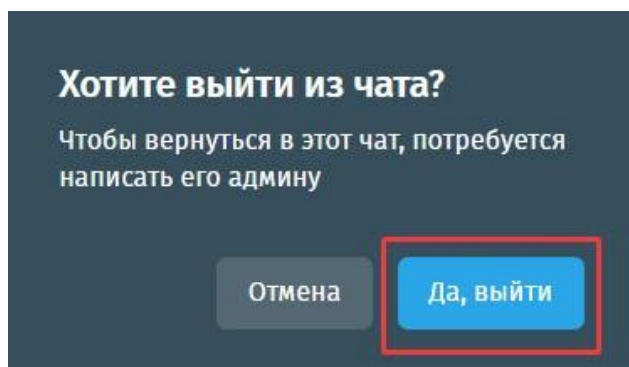 Хотите выйти из чата?
Чтобы вернуться в этот чат, потребуется
написать его админу
Отмена
Да, выйти